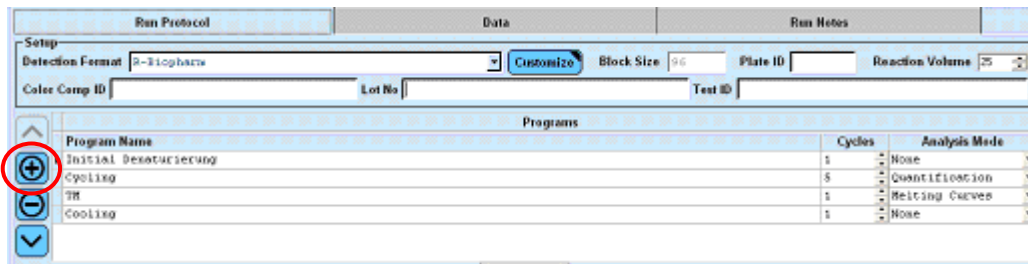 Run Protocol Data Run Notes
Setup
Detection Format R-Biopharm Customize Block Size 96 Plate ID Reaction Volume 25
Color Comp ID Lot No Test ID
Programs
Program Name Cycles Analysis Mode
Initial Denaturierung 1 None
Cycling 5 Quantification
TM 1 Melting Curves
Cooling 1 None